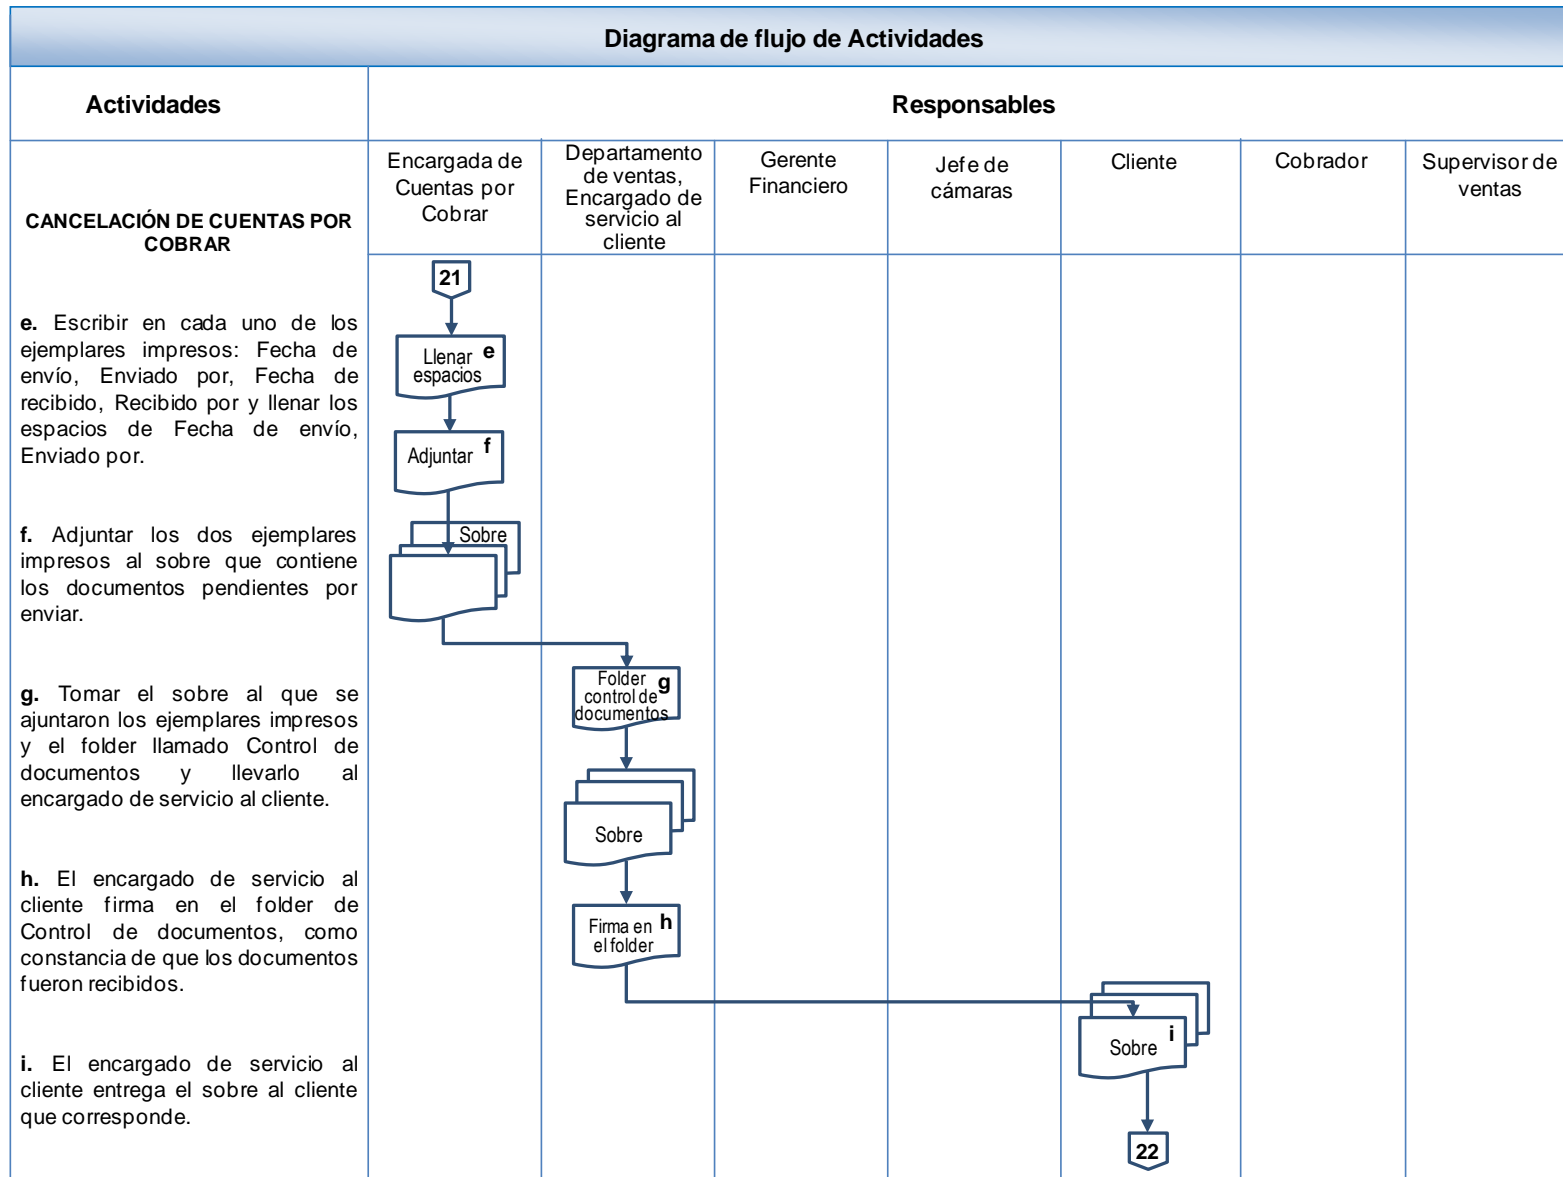 Diagrama de flujo de Actividades
Actividades
Responsables
CANCELACIÓN DE CUENTAS POR
COBRAR
Encargada de
Cuentas por
Cobrar
Departamento
de ventas,
Encargado de
servicio al
cliente
Gerente
Financiero
Jefe de
cámaras
Cliente
Cobrador
Supervisor de
ventas
e. Escribir en cada uno de los
ejemplares impresos: Fecha de
envío, Enviado por, Fecha de
recibido, Recibido por y llenar los
espacios de Fecha de envío,
Enviado por.
f. Adjuntar los dos ejemplares
impresos al sobre que contiene
los documentos pendientes por
enviar.
g. Tomar el sobre al que se
ajuntaron los ejemplares impresos
y el folder llamado Control de
documentos y llevarlo al
encargado de servicio al cliente.
h. El encargado de servicio al
cliente firma en el folder de
Control de documentos, como
constancia de que los documentos
fueron recibidos.
i. El encargado de servicio al
cliente entrega el sobre al cliente
que corresponde.
21
Llenar e
espacios
Adjuntar f
Sobre
Folder
control de g
documentos
Sobre
Firma en h
el folder
Sobre i
22